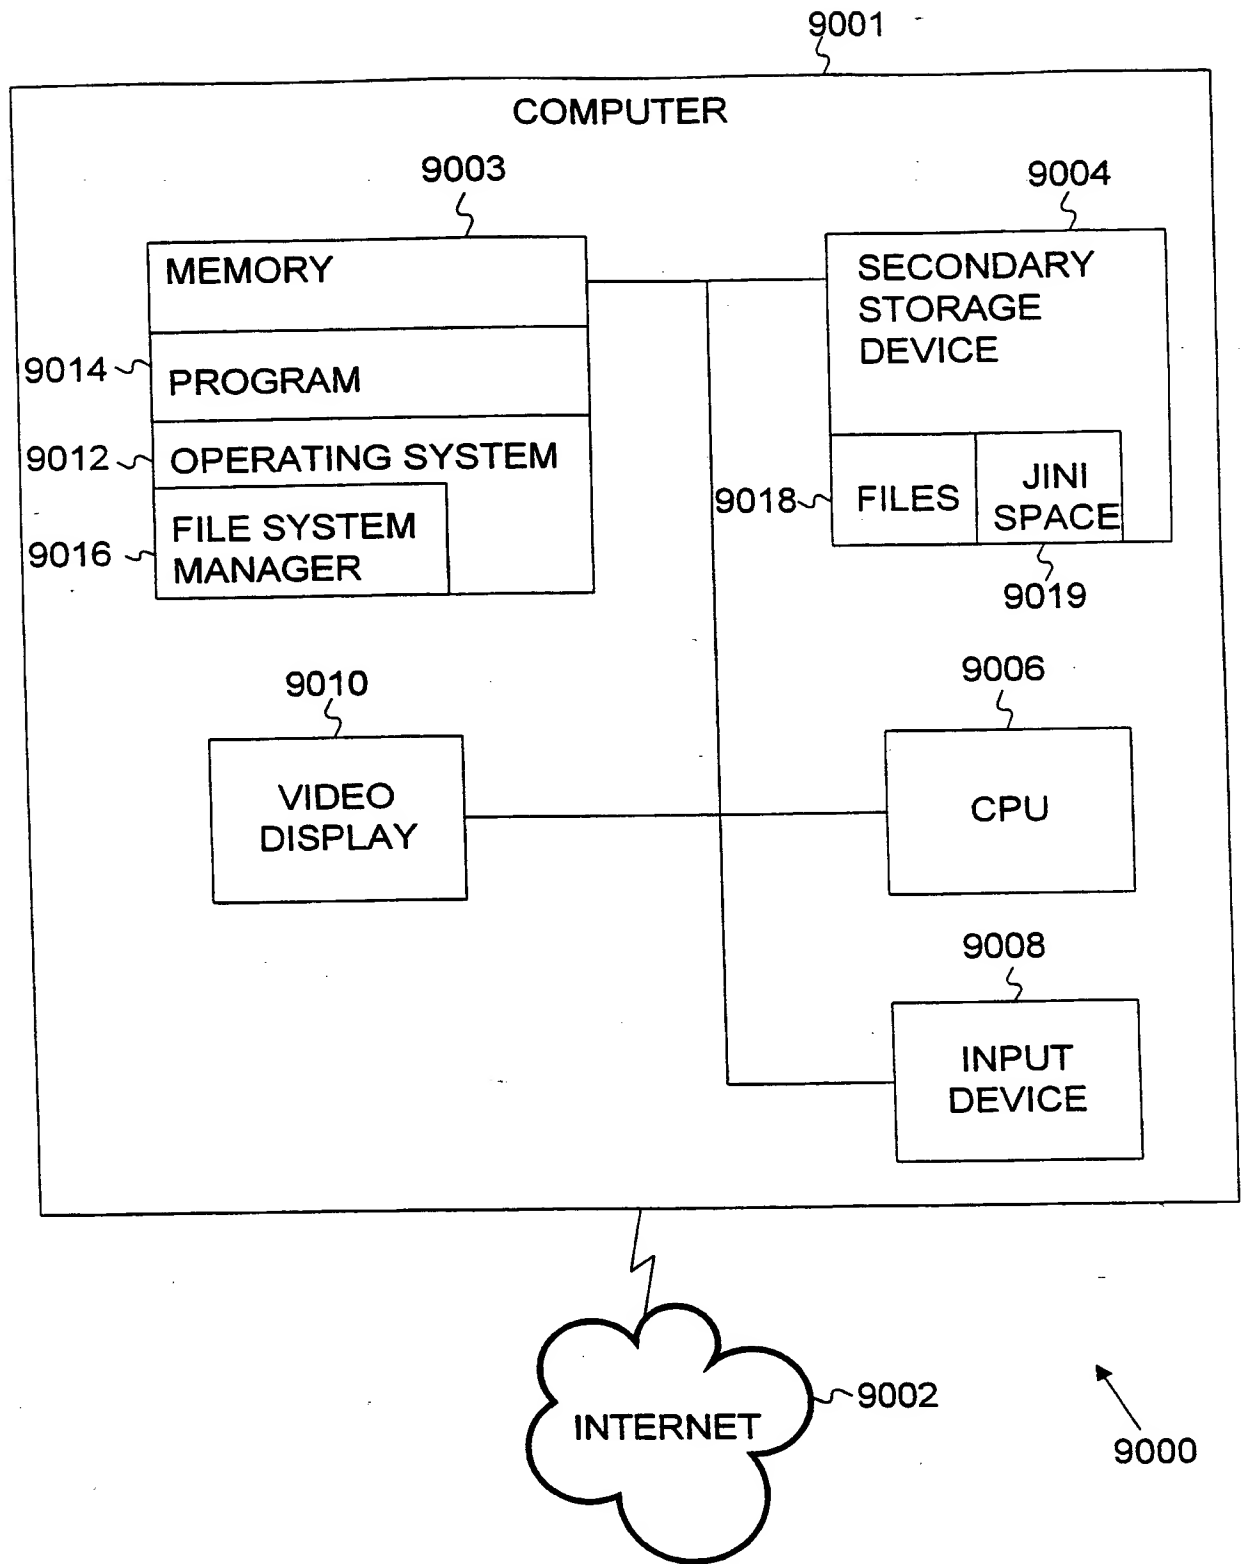 9001
COMPUTER
9003
9004
MEMORY
SECONDARY
STORAGE
DEVICE
9014
PROGRAM
9012
OPERATING SYSTEM
9016
FILE SYSTEM
MANAGER
9018
FILES
JINI
SPACE
9019
9010
VIDEO
DISPLAY
9006
CPU
9008
INPUT
DEVICE
INTERNET
9002
9000